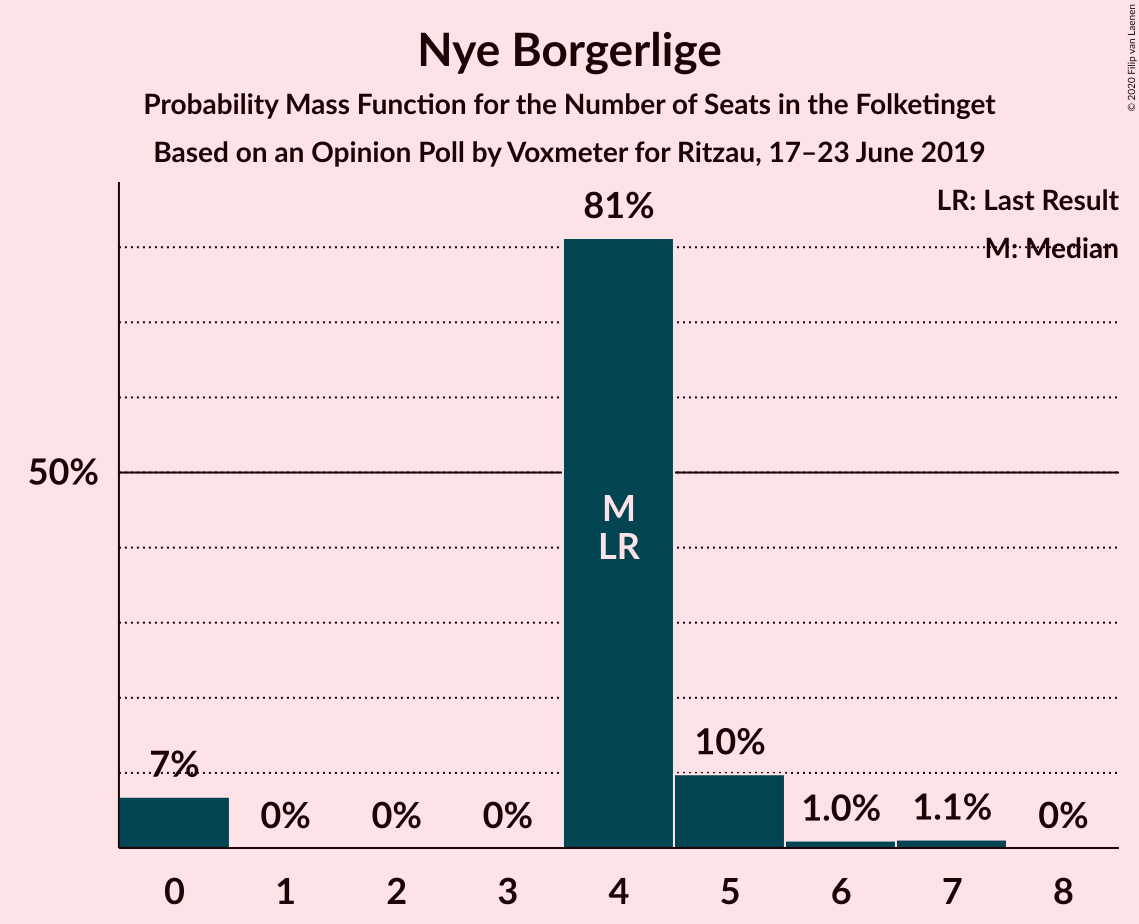 Nye Borgerlige
Probability Mass Function for the Number of Seats in the Folketinget
Based on an Opinion Poll by Voxmeter for Ritzau, 17–23 June 2019
© 2020 Filip van Laenen
LR: Last Result
M: Median
81%
50%
M
LR
7%
0%
0%
0%
10%
1.0%
1.1%
0%
0
1
2
3
4
5
6
7
8